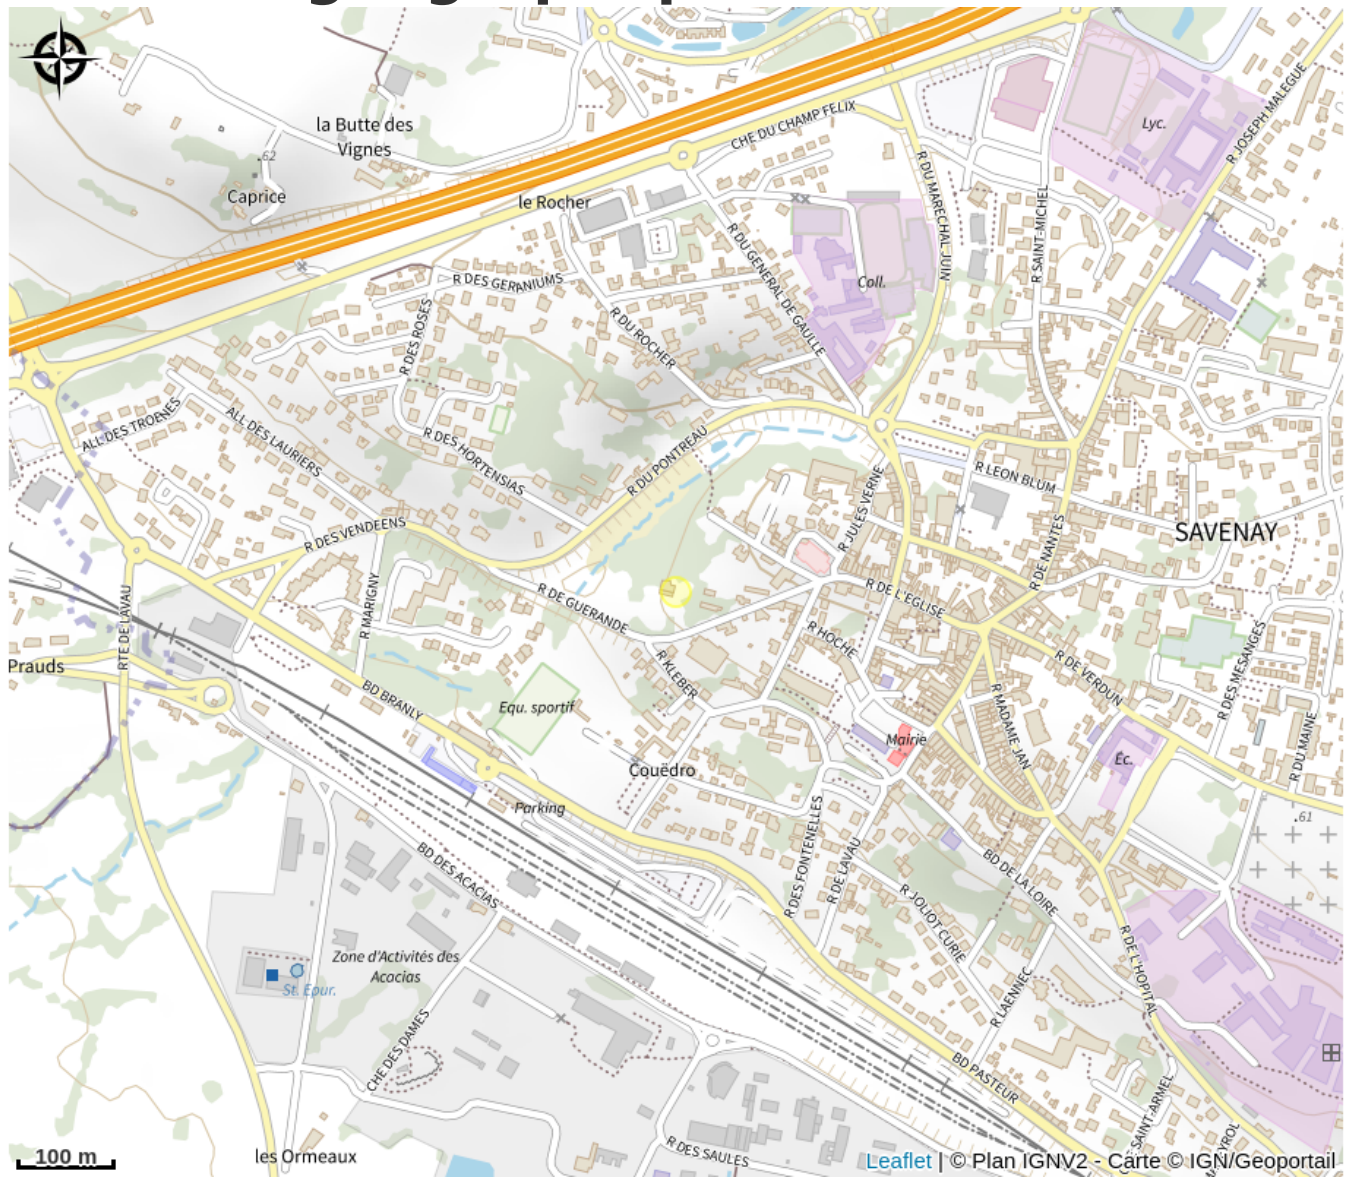 la Butte des
Vignes
62
Caprice
le Rocher
CHE DU CHAMP FELIX
Lyc.
R JOSEPH MALEGUE
R DU MARECHAL JUIN
R SAINT-MICHEL
R DU GENERAL DE GAULLE
Coll.
R DES GERANIUMS
R DES ROSES
R DU ROCHER
ALL DES TROENES
ALL DES LAURIERS
R DES HORTENSIAS
R DU PONTREAU
R LEON BLUM
R JULES VERNE
R DE NANTES
SAVENAY
R DES VENDEENS
R DE GUERANDE
R DE L'EGLISE
RTE DE LAVAU
R MARIGNY
R HOCHE
R KLEBER
R DE VERDUN
R DES MESANGES
Prauds
BD BRANLY
Equ. sportif
R MADAME JAN
Mairie
Éc.
R DU MAINE
Couëdro
Parking
61
BD DES ACACIAS
R DES FONTENELLES
R DE LAVAU
BD DE LA LOIRE
R JOLIOT CURIE
R DE L'HOPITAL
Zone d'Activités des
Acacias
St. Epur.
R LAENNEC
CHE DES DAMES
BD PASTEUR
SAINT-ARMEL
les Ormeaux
R DES SAULES
100 m
Leaflet | © Plan IGNV2 - Carte © IGN/Geoportail